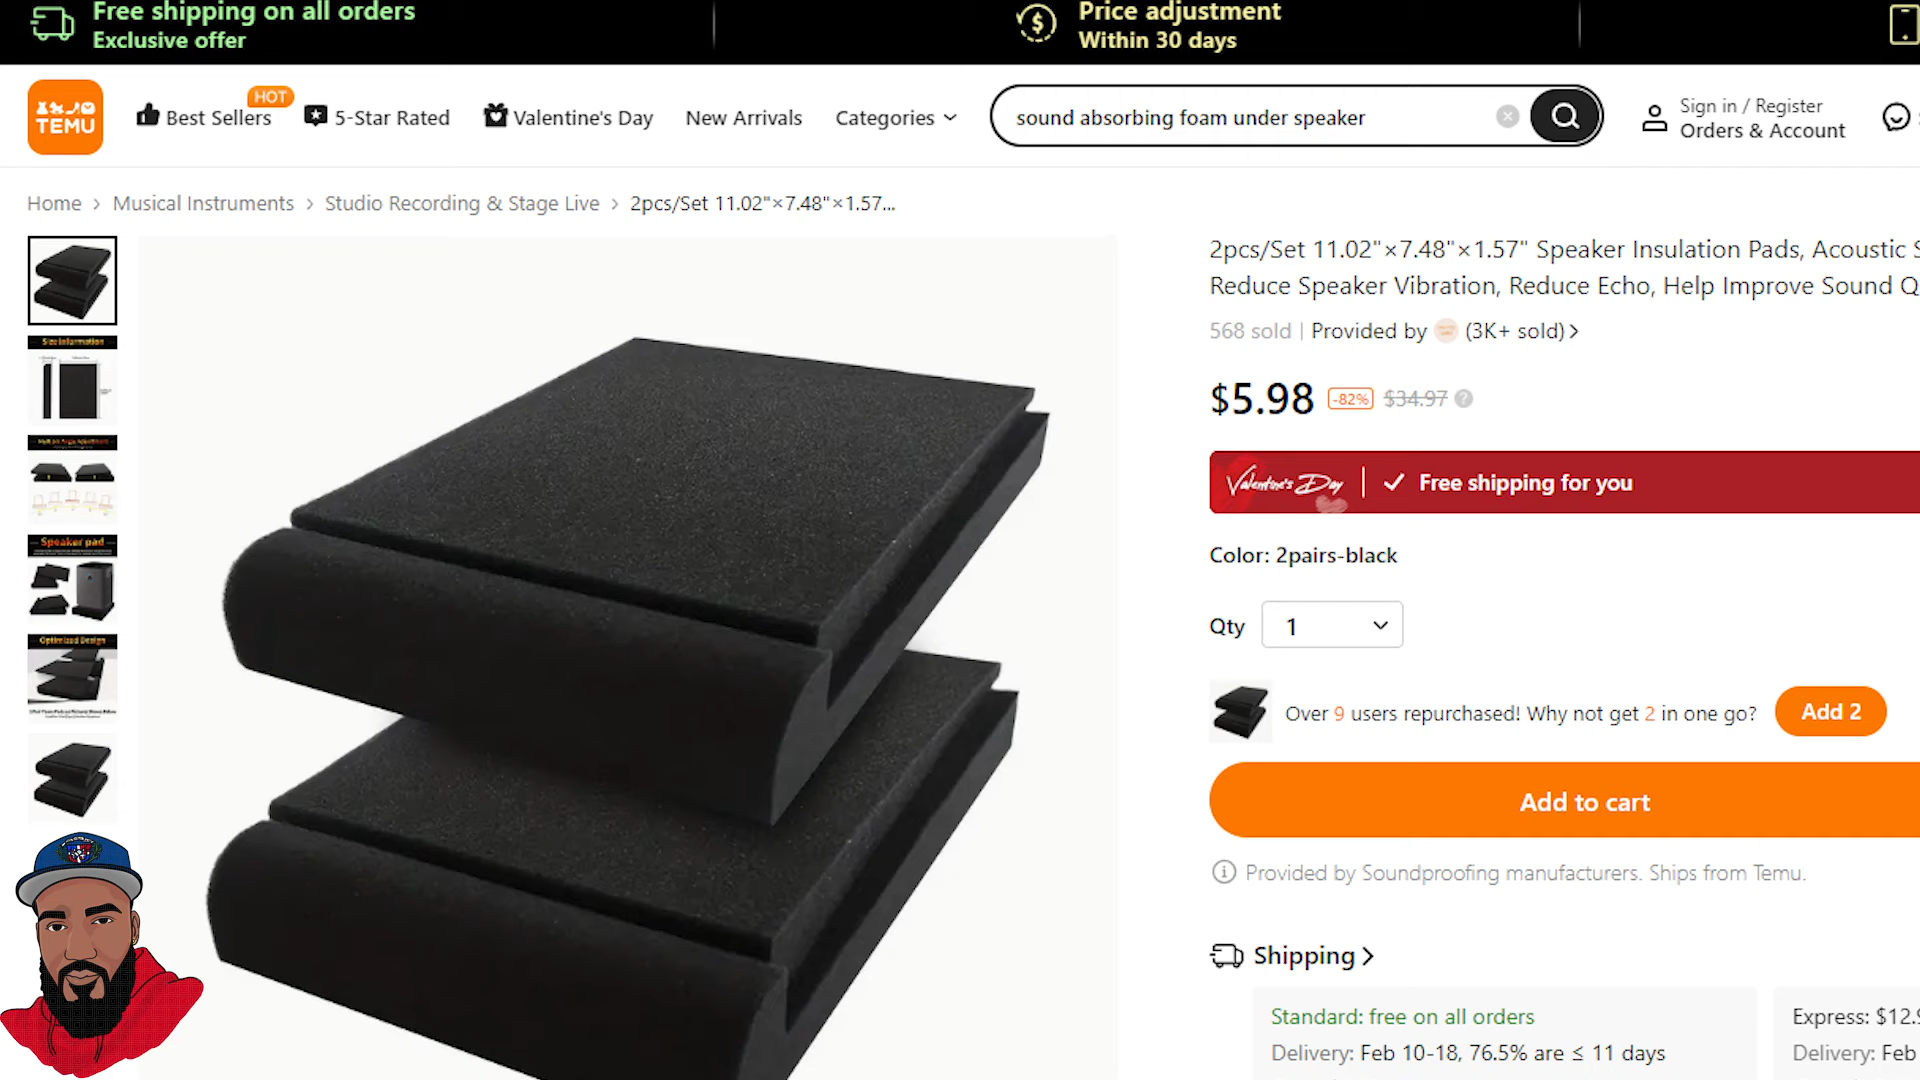 Free shipping on all orders
Exclusive offer
Price adjustment
Within 30 days
TEMU
Best Sellers
HOT
5-Star Rated
Valentine's Day
New Arrivals
Categories
sound absorbing foam under speaker
Sign in / Register
Orders & Account
Home > Musical Instruments > Studio Recording & Stage Live > 2pcs/Set 11.02"×7.48"×1.57...
Size information
Speaker pad
Optimized Design
2pcs/Set 11.02"×7.48"×1.57" Speaker Insulation Pads, Acoustic S
Reduce Speaker Vibration, Reduce Echo, Help Improve Sound Q
568 sold | Provided by (3K+ sold) >
$5.98 -82% $34.97 ?
Valentine's Day | ✓ Free shipping for you
Color: 2pairs-black
Qty 1
Over 9 users repurchased! Why not get 2 in one go? Add 2
Add to cart
Provided by Soundproofing manufacturers. Ships from Temu.
Shipping >
Standard: free on all orders
Delivery: Feb 10-18, 76.5% are ≤ 11 days
Express: $12.9
Delivery: Feb